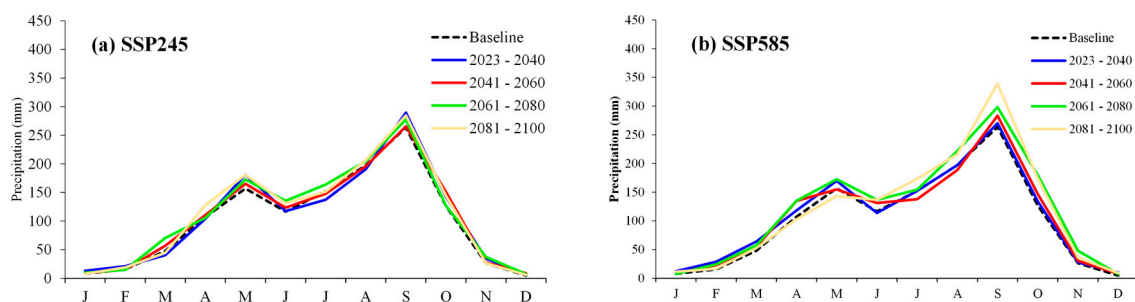 (a) SSP245
Precipitation (mm)
450
400
350
300
250
200
150
100
50
0
J F M A M J J A S O N D
Baseline
2023 - 2040
2041 - 2060
2061 - 2080
2081 - 2100
(b) SSP585
Precipitation (mm)
450
400
350
300
250
200
150
100
50
0
J F M A M J J A S O N D
Baseline
2023 - 2040
2041 - 2060
2061 - 2080
2081 - 2100